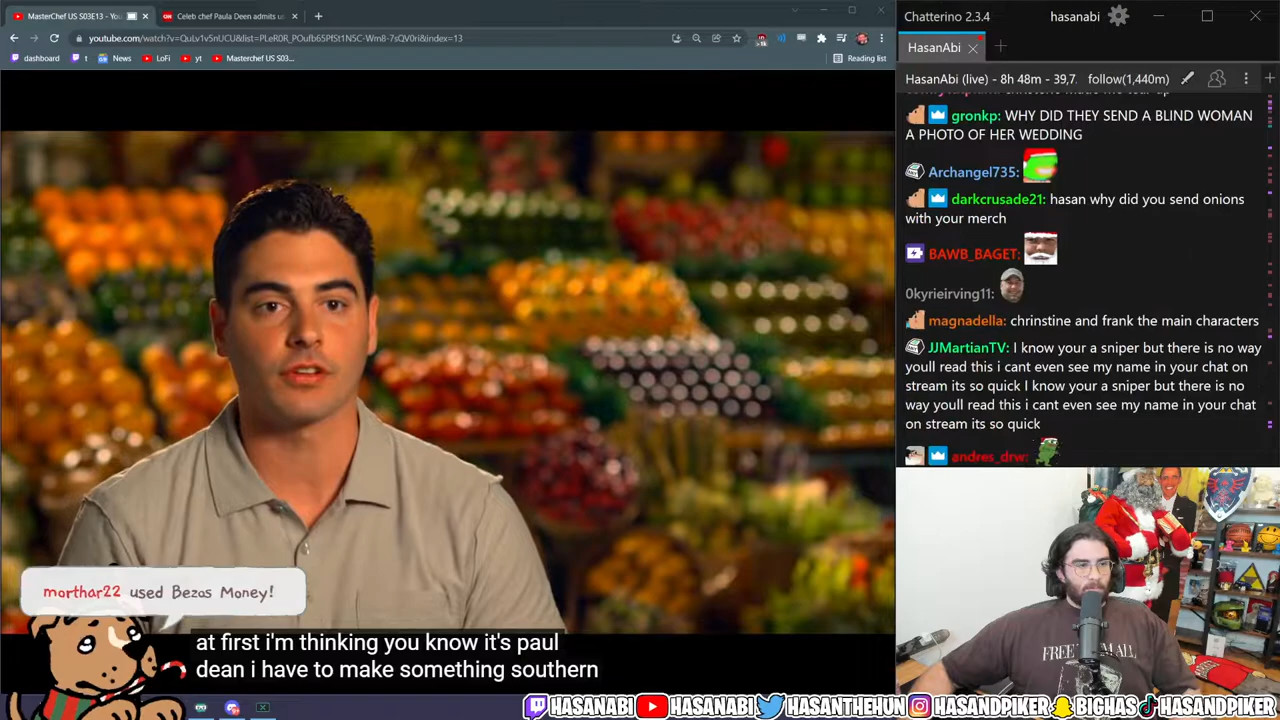 MasterChef US S03E13 - You
Celeb chef Paula Deen admits us
youtube.com/watch?v=QuLv1v5nUCU&list=PLeRf_POufb65PfSt1N5C-Wm8-7sQV0ri&index=13
dashboard
t
News
LoFi
yt
Masterchef US S03...
Reading list
Chatterino 2.3.4
hasanabi
HasanAbi
HasanAbi (live) - 8h 48m - 39,7
follow(1,440m)
gronkp: WHY DID THEY SEND A BLIND WOMAN
A PHOTO OF HER WEDDING
Archangel735:
darkcrusade21: hasan why did you send onions
with your merch
BAWB_BAGET:
0kyrieirving11:
magnadella: chrinstine and frank the main characters
JJMartianTV: I know your a sniper but there is no way
youll read this i cant even see my name in your chat on
stream its so quick I know your a sniper but there is no
way youll read this i cant even see my name in your chat
on stream its so quick
andres_drw:
morthar22 used Bezos Money!
at first i'm thinking you know it's paul
dean i have to make something southern
HASANABI
HASANABI
HASANTHEHUN
HASANDPIKER
BIGHAS
HASANDPIKER